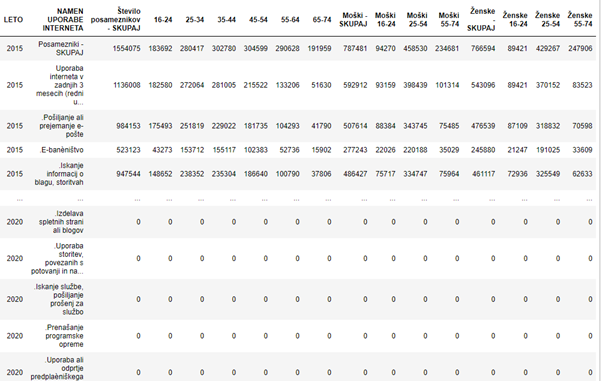 LETO NAMEN UPORABE INTERNETA Število posameznikov - SKUPAJ 16-24 25-34 35-44 45-54 55-64 65-74 Moški - SKUPAJ Moški 16-24 Moški 25-54 Moški 55-74 Ženske - SKUPAJ Ženske 16-24 Ženske 25-54 Ženske 55-74
2015 Posamezniki - SKUPAJ 1554075 183692 280417 302780 304599 290628 191959 787481 94270 458530 234681 766594 89421 429267 247906
2015 Uporaba interneta v zadnjih 3 mesecih (redni u... 1136008 182580 272064 281005 215522 133206 51630 592912 93159 398439 101314 543096 89421 370152 83523
2015 .Pošiljanje ali prejemanje e-pošte 984153 175493 251819 229022 181735 104293 41790 507614 88384 343745 75485 476539 87109 318832 70598
2015 .E-banèništvo 523123 43273 153712 155117 102383 52736 15902 277243 22026 220188 35029 245880 21247 191025 33609
2015 .Iskanje informacij o blagu, storitvah 947544 148652 238352 235304 186640 100790 37806 486427 75717 334747 75964 461117 72936 325549 62633
... ... ... ... ... ... ... ... ... ... ... ... ... ... ... ... ...
2020 .Izdelava spletnih strani ali blogov 0 0 0 0 0 0 0 0 0 0 0 0 0 0 0
2020 .Uporaba storitev, povezanih s potovanji in na... 0 0 0 0 0 0 0 0 0 0 0 0 0 0 0
2020 .Iskanje službe, pošiljanje prošenj za službo 0 0 0 0 0 0 0 0 0 0 0 0 0 0 0
2020 .Prenašanje programske opreme 0 0 0 0 0 0 0 0 0 0 0 0 0 0 0
2020 .Uporaba ali odprtje predplaèniškega 0 0 0 0 0 0 0 0 0 0 0 0 0 0 0